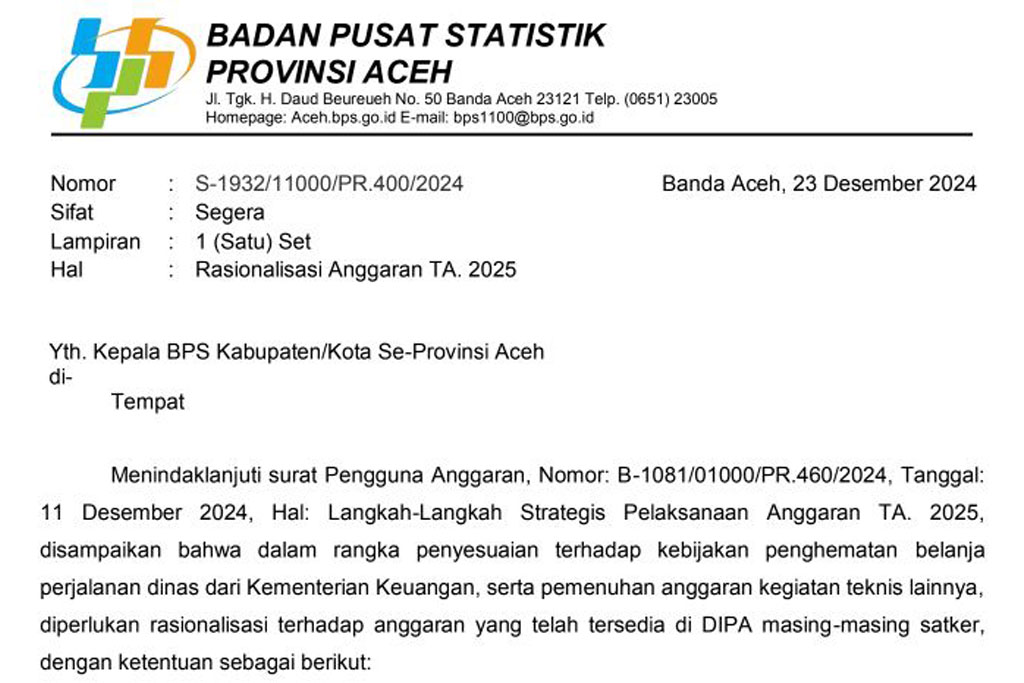 BADAN PUSAT STATISTIK
PROVINSI ACEH
Jl. Tgk. H. Daud Beureueh No. 50 Banda Aceh 23121 Telp. (0651) 23005
Homepage: Aceh.bps.go.id E-mail: bps1100@bps.go.id
Nomor : S-1932/11000/PR.400/2024 Banda Aceh, 23 Desember 2024
Sifat : Segera
Lampiran : 1 (Satu) Set
Hal : Rasionalisasi Anggaran TA. 2025
Yth. Kepala BPS Kabupaten/Kota Se-Provinsi Aceh
di-
Tempat
Menindaklanjuti surat Pengguna Anggaran, Nomor: B-1081/01000/PR.460/2024, Tanggal:
11 Desember 2024, Hal: Langkah-Langkah Strategis Pelaksanaan Anggaran TA. 2025,
disampaikan bahwa dalam rangka penyesuaian terhadap kebijakan penghematan belanja
perjalanan dinas dari Kementerian Keuangan, serta pemenuhan anggaran kegiatan teknis lainnya,
diperlukan rasionalisasi terhadap anggaran yang telah tersedia di DIPA masing-masing satker,
dengan ketentuan sebagai berikut: